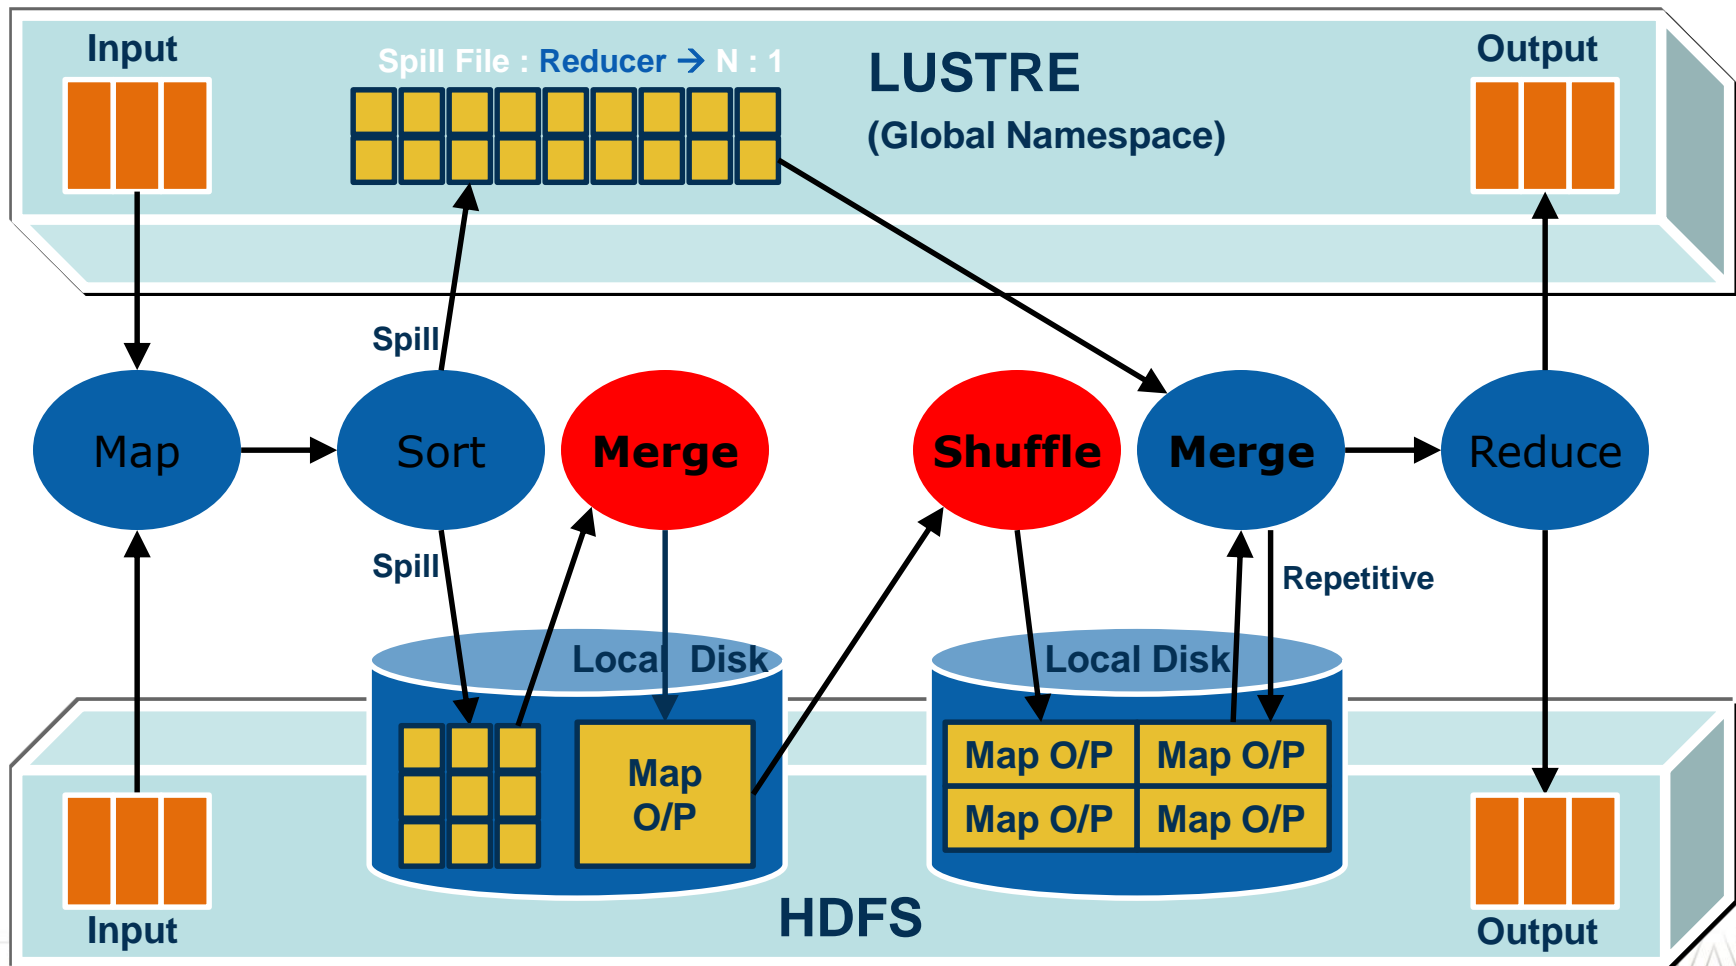 Input
Spill File : Reducer → N : 1
LUSTRE
(Global Namespace)
Output
Spill
Map
Sort
Merge
Shuffle
Merge
Reduce
Spill
Repetitive
Local Disk
Local Disk
Map
O/P
Map O/P
Map O/P
Map O/P
Map O/P
Input
HDFS
Output